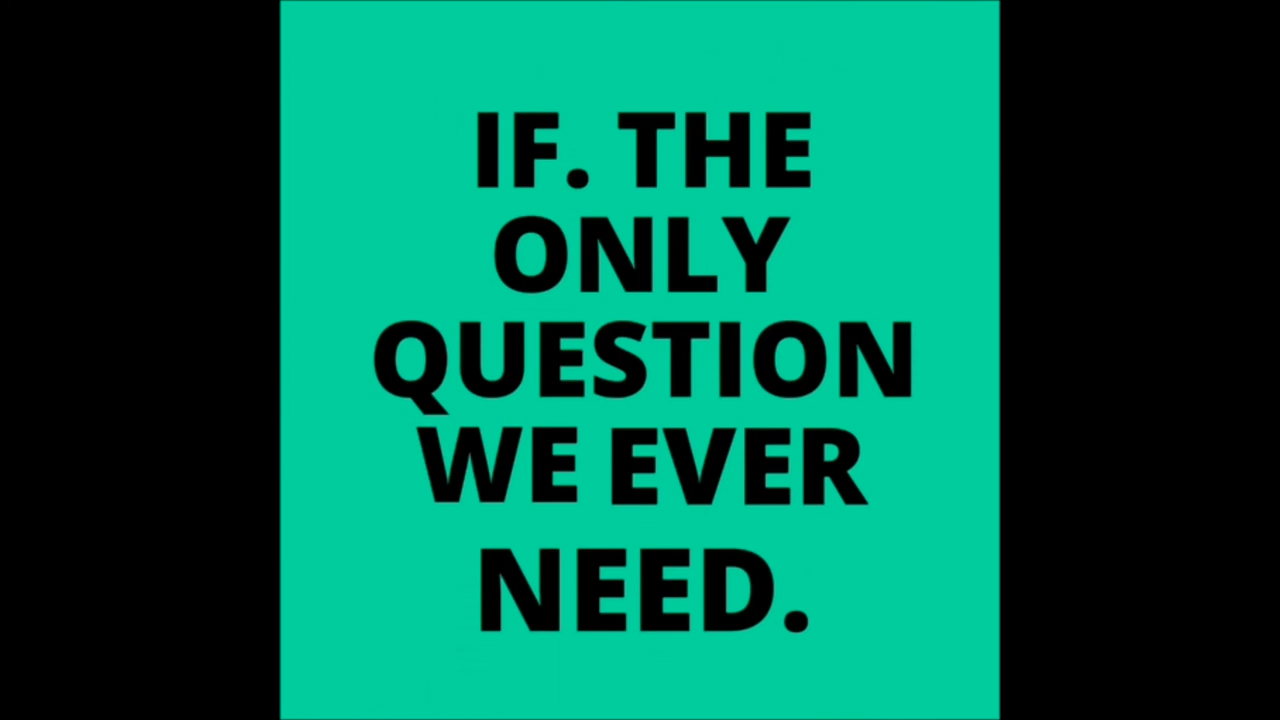 IF. THE
ONLY
QUESTION
WE EVER
NEED.